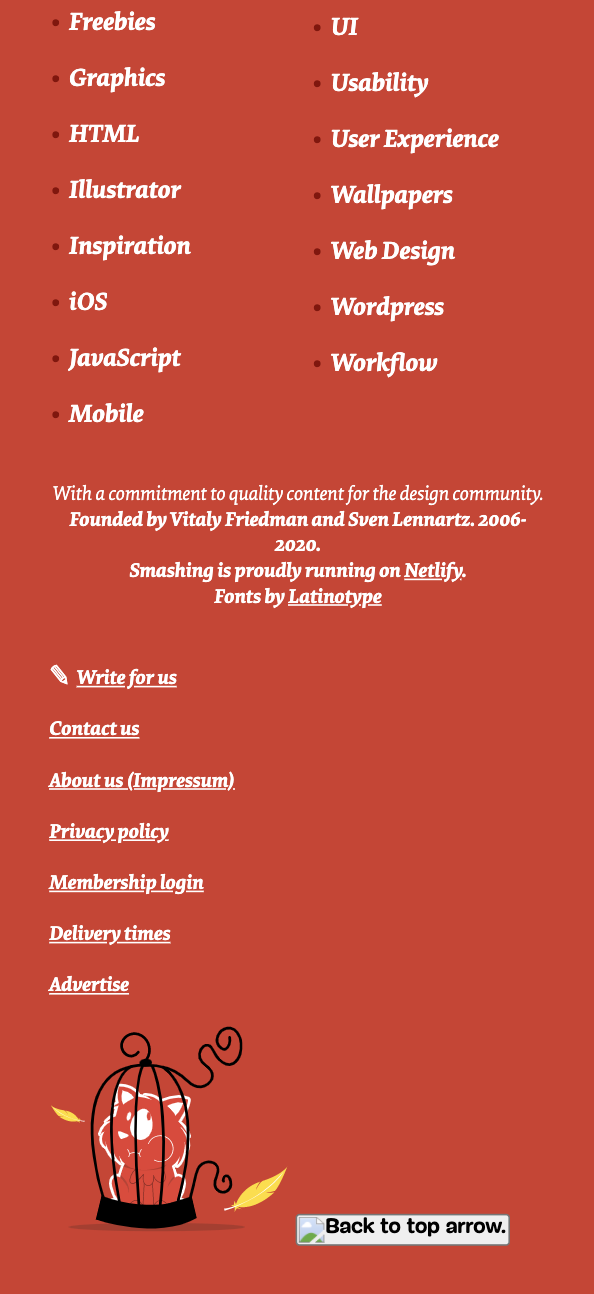 Freebies
Graphics
HTML
Illustrator
Inspiration
iOS
JavaScript
Mobile
UI
Usability
User Experience
Wallpapers
Web Design
Wordpress
Workflow
With a commitment to quality content for the design community.
Founded by Vitaly Friedman and Sven Lennartz. 2006-
2020.
Smashing is proudly running on Netlify.
Fonts by Latinotype
✎ Write for us
Contact us
About us (Impressum)
Privacy policy
Membership login
Delivery times
Advertise
Back to top arrow.